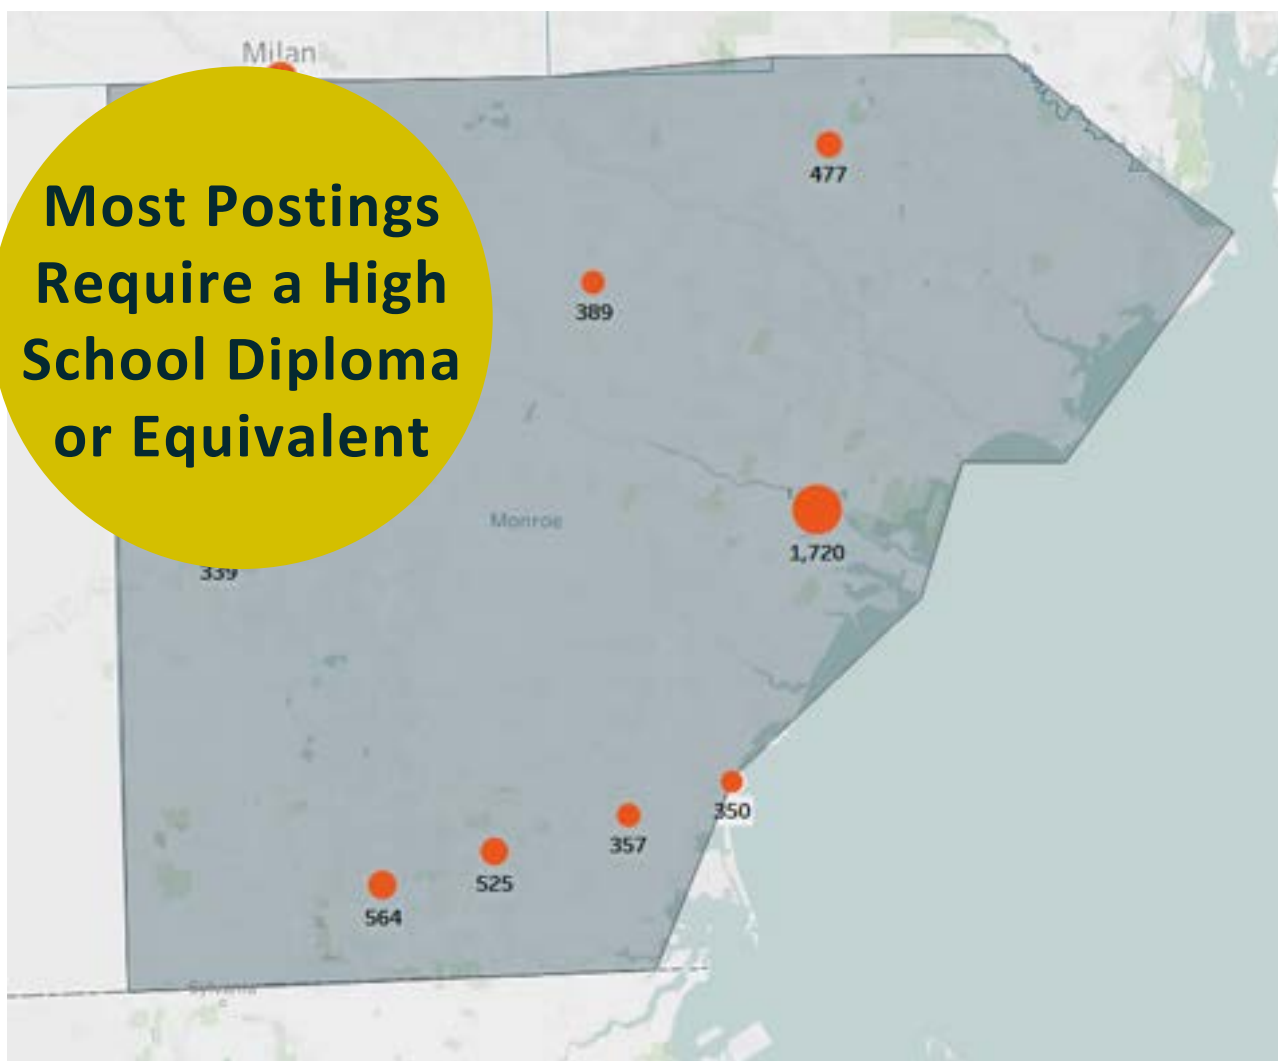 Milan
Most Postings
Require a High
School Diploma
or Equivalent
477
389
Monroe
1,720
339
350
357
525
564
Sylvania